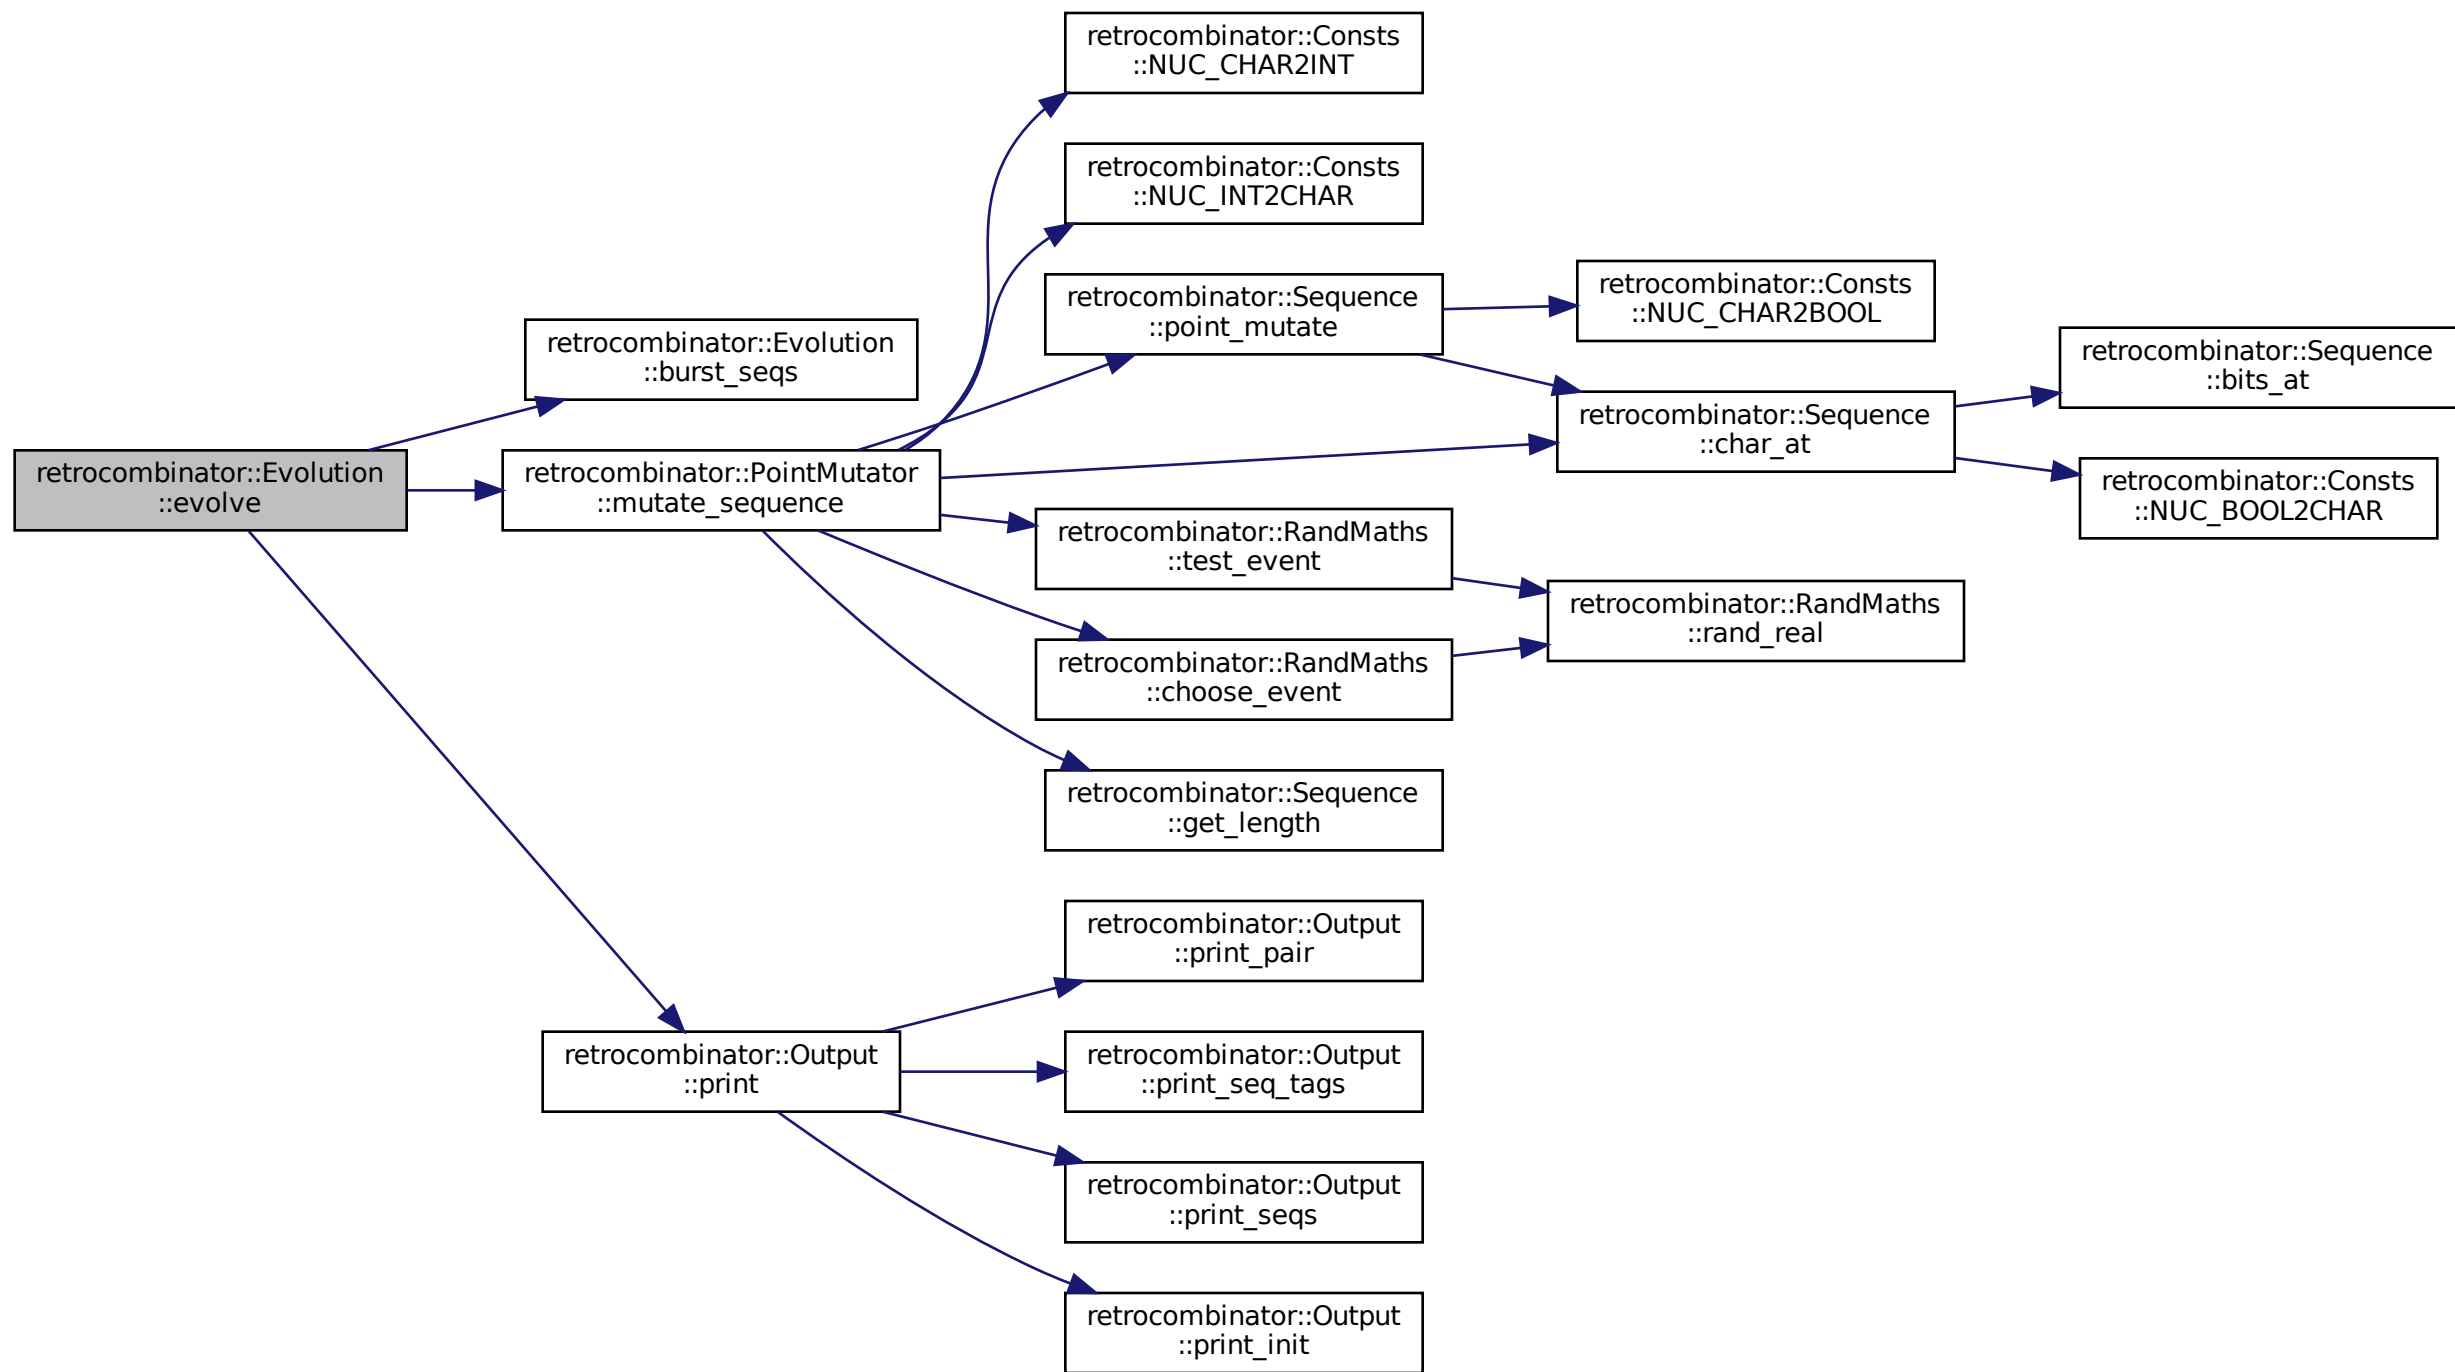 retrocombinator::Evolution
::evolve
retrocombinator::Evolution
::burst_seqs
retrocombinator::PointMutator
::mutate_sequence
retrocombinator::Output
::print
retrocombinator::Consts
::NUC_CHAR2INT
retrocombinator::Consts
::NUC_INT2CHAR
retrocombinator::Sequence
::point_mutate
retrocombinator::RandMaths
::test_event
retrocombinator::RandMaths
::choose_event
retrocombinator::Sequence
::get_length
retrocombinator::Output
::print_pair
retrocombinator::Output
::print_seq_tags
retrocombinator::Output
::print_seqs
retrocombinator::Output
::print_init
retrocombinator::Consts
::NUC_CHAR2BOOL
retrocombinator::Sequence
::char_at
retrocombinator::RandMaths
::rand_real
retrocombinator::Sequence
::bits_at
retrocombinator::Consts
::NUC_BOOL2CHAR